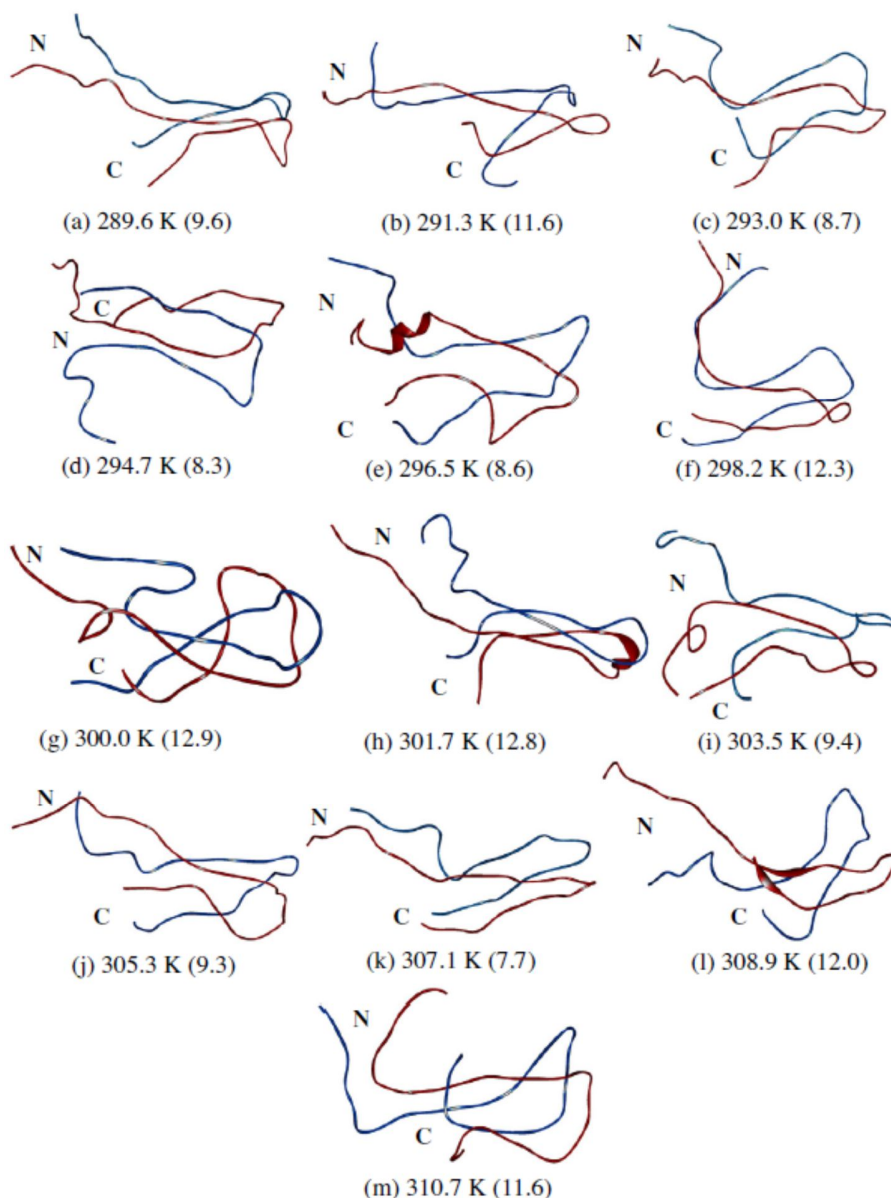 N
N
N
C
C
C
(a) 289.6 K (9.6)
(b) 291.3 K (11.6)
(c) 293.0 K (8.7)
N
C
N
N
C
C
(d) 294.7 K (8.3)
(e) 296.5 K (8.6)
(f) 298.2 K (12.3)
N
N
N
C
C
C
(g) 300.0 K (12.9)
(h) 301.7 K (12.8)
(i) 303.5 K (9.4)
N
N
N
C
C
C
(j) 305.3 K (9.3)
(k) 307.1 K (7.7)
(l) 308.9 K (12.0)
N
C
(m) 310.7 K (11.6)